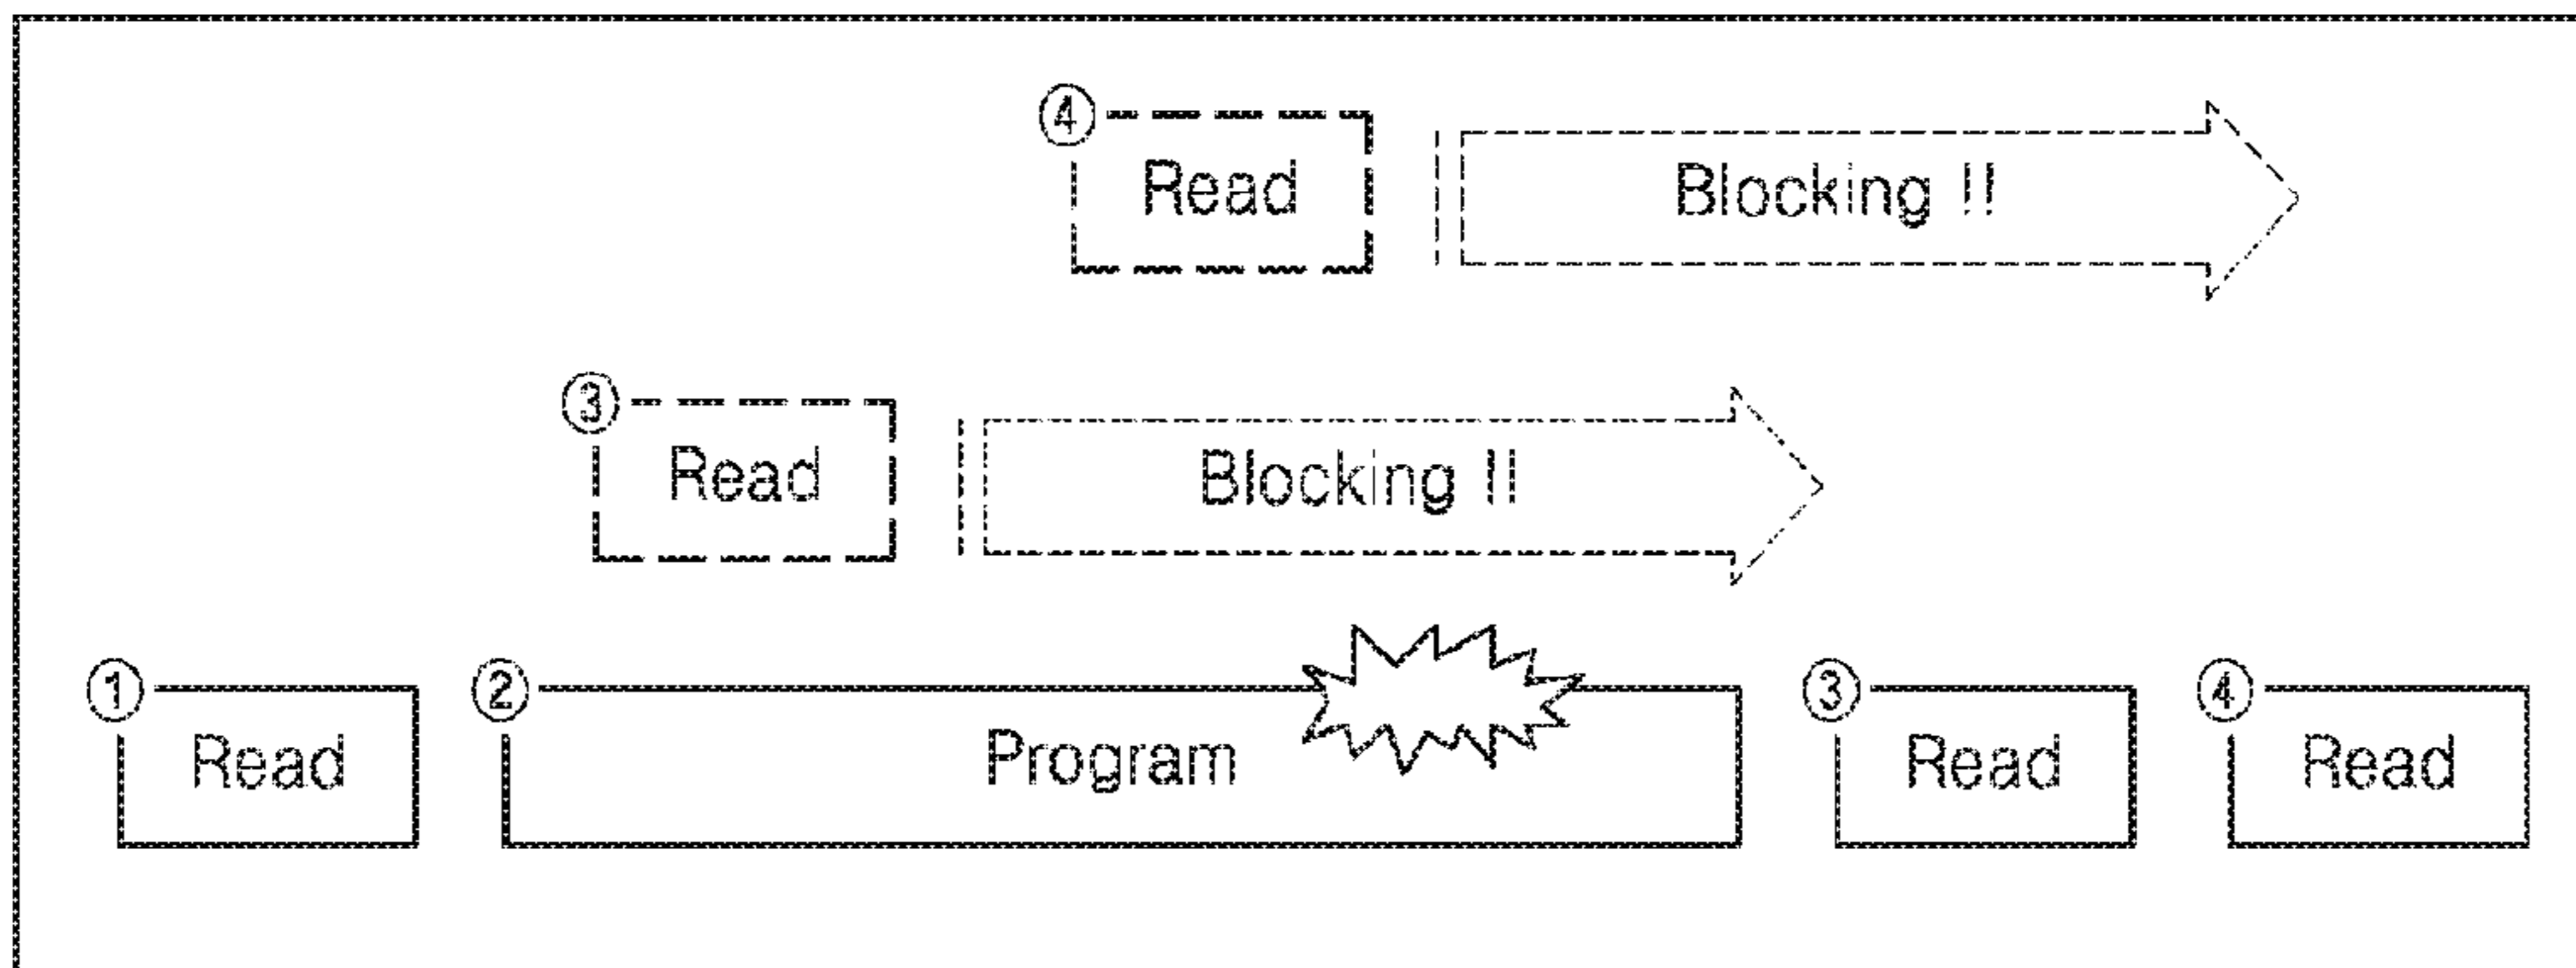 ④ Read Blocking !!
③ Read Blocking !!
① Read ② Program ③ Read ④ Read